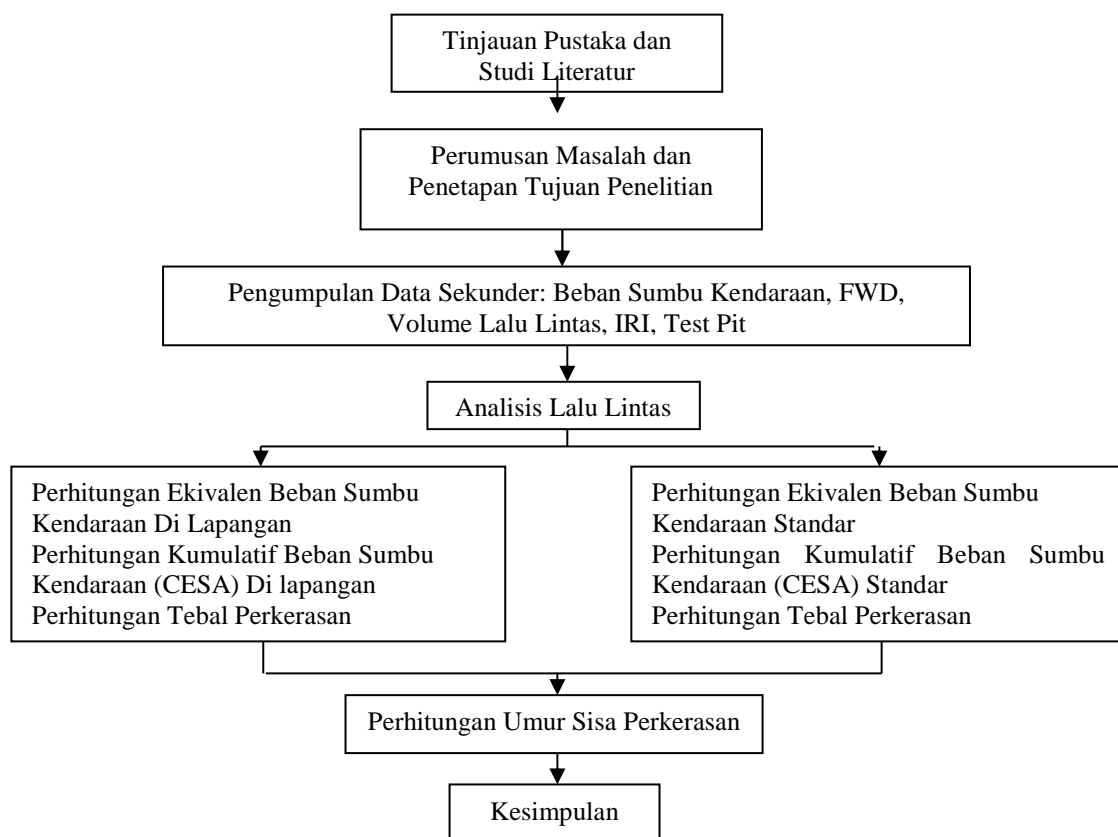 Tinjauan Pustaka dan
Studi Literatur
Perumusan Masalah dan
Penetapan Tujuan Penelitian
Pengumpulan Data Sekunder: Beban Sumbu Kendaraan, FWD,
Volume Lalu Lintas, IRI, Test Pit
Analisis Lalu Lintas
Perhitungan Ekivalen Beban Sumbu
Kendaraan Di Lapangan
Perhitungan Kumulatif Beban Sumbu
Kendaraan (CESA) Di lapangan
Perhitungan Tebal Perkerasan
Perhitungan Ekivalen Beban Sumbu
Kendaraan Standar
Perhitungan Kumulatif Beban Sumbu
Kendaraan (CESA) Standar
Perhitungan Tebal Perkerasan
Perhitungan Umur Sisa Perkerasan
Kesimpulan